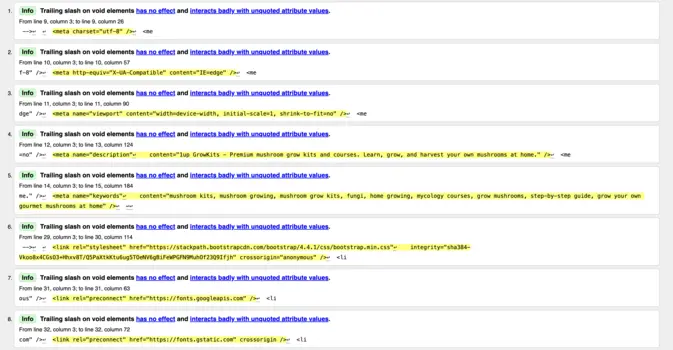 1. Info Trailing slash on void elements has no effect and interacts badly with unquoted attribute values.
From line 9, column 3; to line 9, column 26
-->↩ ↩ <meta charset="utf-8" />↩ <me
2. Info Trailing slash on void elements has no effect and interacts badly with unquoted attribute values.
From line 10, column 3; to line 10, column 57
f-8" />↩ <meta http-equiv="X-UA-Compatible" content="IE=edge" />↩ <me
3. Info Trailing slash on void elements has no effect and interacts badly with unquoted attribute values.
From line 11, column 3; to line 11, column 90
dge" />↩ <meta name="viewport" content="width=device-width, initial-scale=1, shrink-to-fit=no" />↩ <me
4. Info Trailing slash on void elements has no effect and interacts badly with unquoted attribute values.
From line 12, column 3; to line 13, column 124
=no" />↩ <meta name="description"↩ content="1up GrowKits - Premium mushroom grow kits and courses. Learn, grow, and harvest your own mushrooms at home." />↩ <me
5. Info Trailing slash on void elements has no effect and interacts badly with unquoted attribute values.
From line 14, column 3; to line 15, column 184
me." />↩ <meta name="keywords"↩ content="mushroom kits, mushroom growing, mushroom grow kits, fungi, home growing, mycology courses, grow mushrooms, step-by-step guide, grow your own
gourmet mushrooms at home" />↩ ↩
6. Info Trailing slash on void elements has no effect and interacts badly with unquoted attribute values.
From line 29, column 3; to line 30, column 114
-->↩ <link rel="stylesheet" href="https://stackpath.bootstrapcdn.com/bootstrap/4.4.1/css/bootstrap.min.css"↩ integrity="sha384-
crossorigin="anonymous" />↩ <li
7. Info Trailing slash on void elements has no effect and interacts badly with unquoted attribute values.
From line 31, column 3; to line 31, column 63
ous" />↩ <link rel="preconnect" href="https://fonts.googleapis.com" />↩ <li
8. Info Trailing slash on void elements has no effect and interacts badly with unquoted attribute values.
From line 32, column 3; to line 32, column 72
com" />↩ <link rel="preconnect" href="https://fonts.gstatic.com" crossorigin />↩ <li